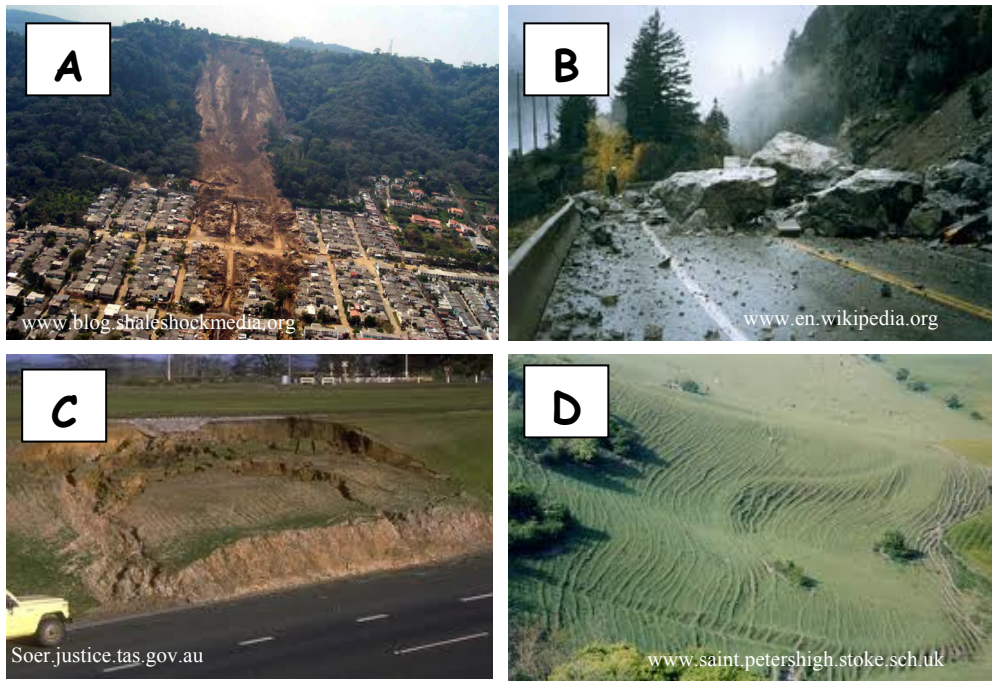 A
B
www.blog.shaleshockmedia.org
www.en.wikipedia.org
C
D
Soer.justice.tas.gov.au
www.saint.petershigh.stoke.sch.uk